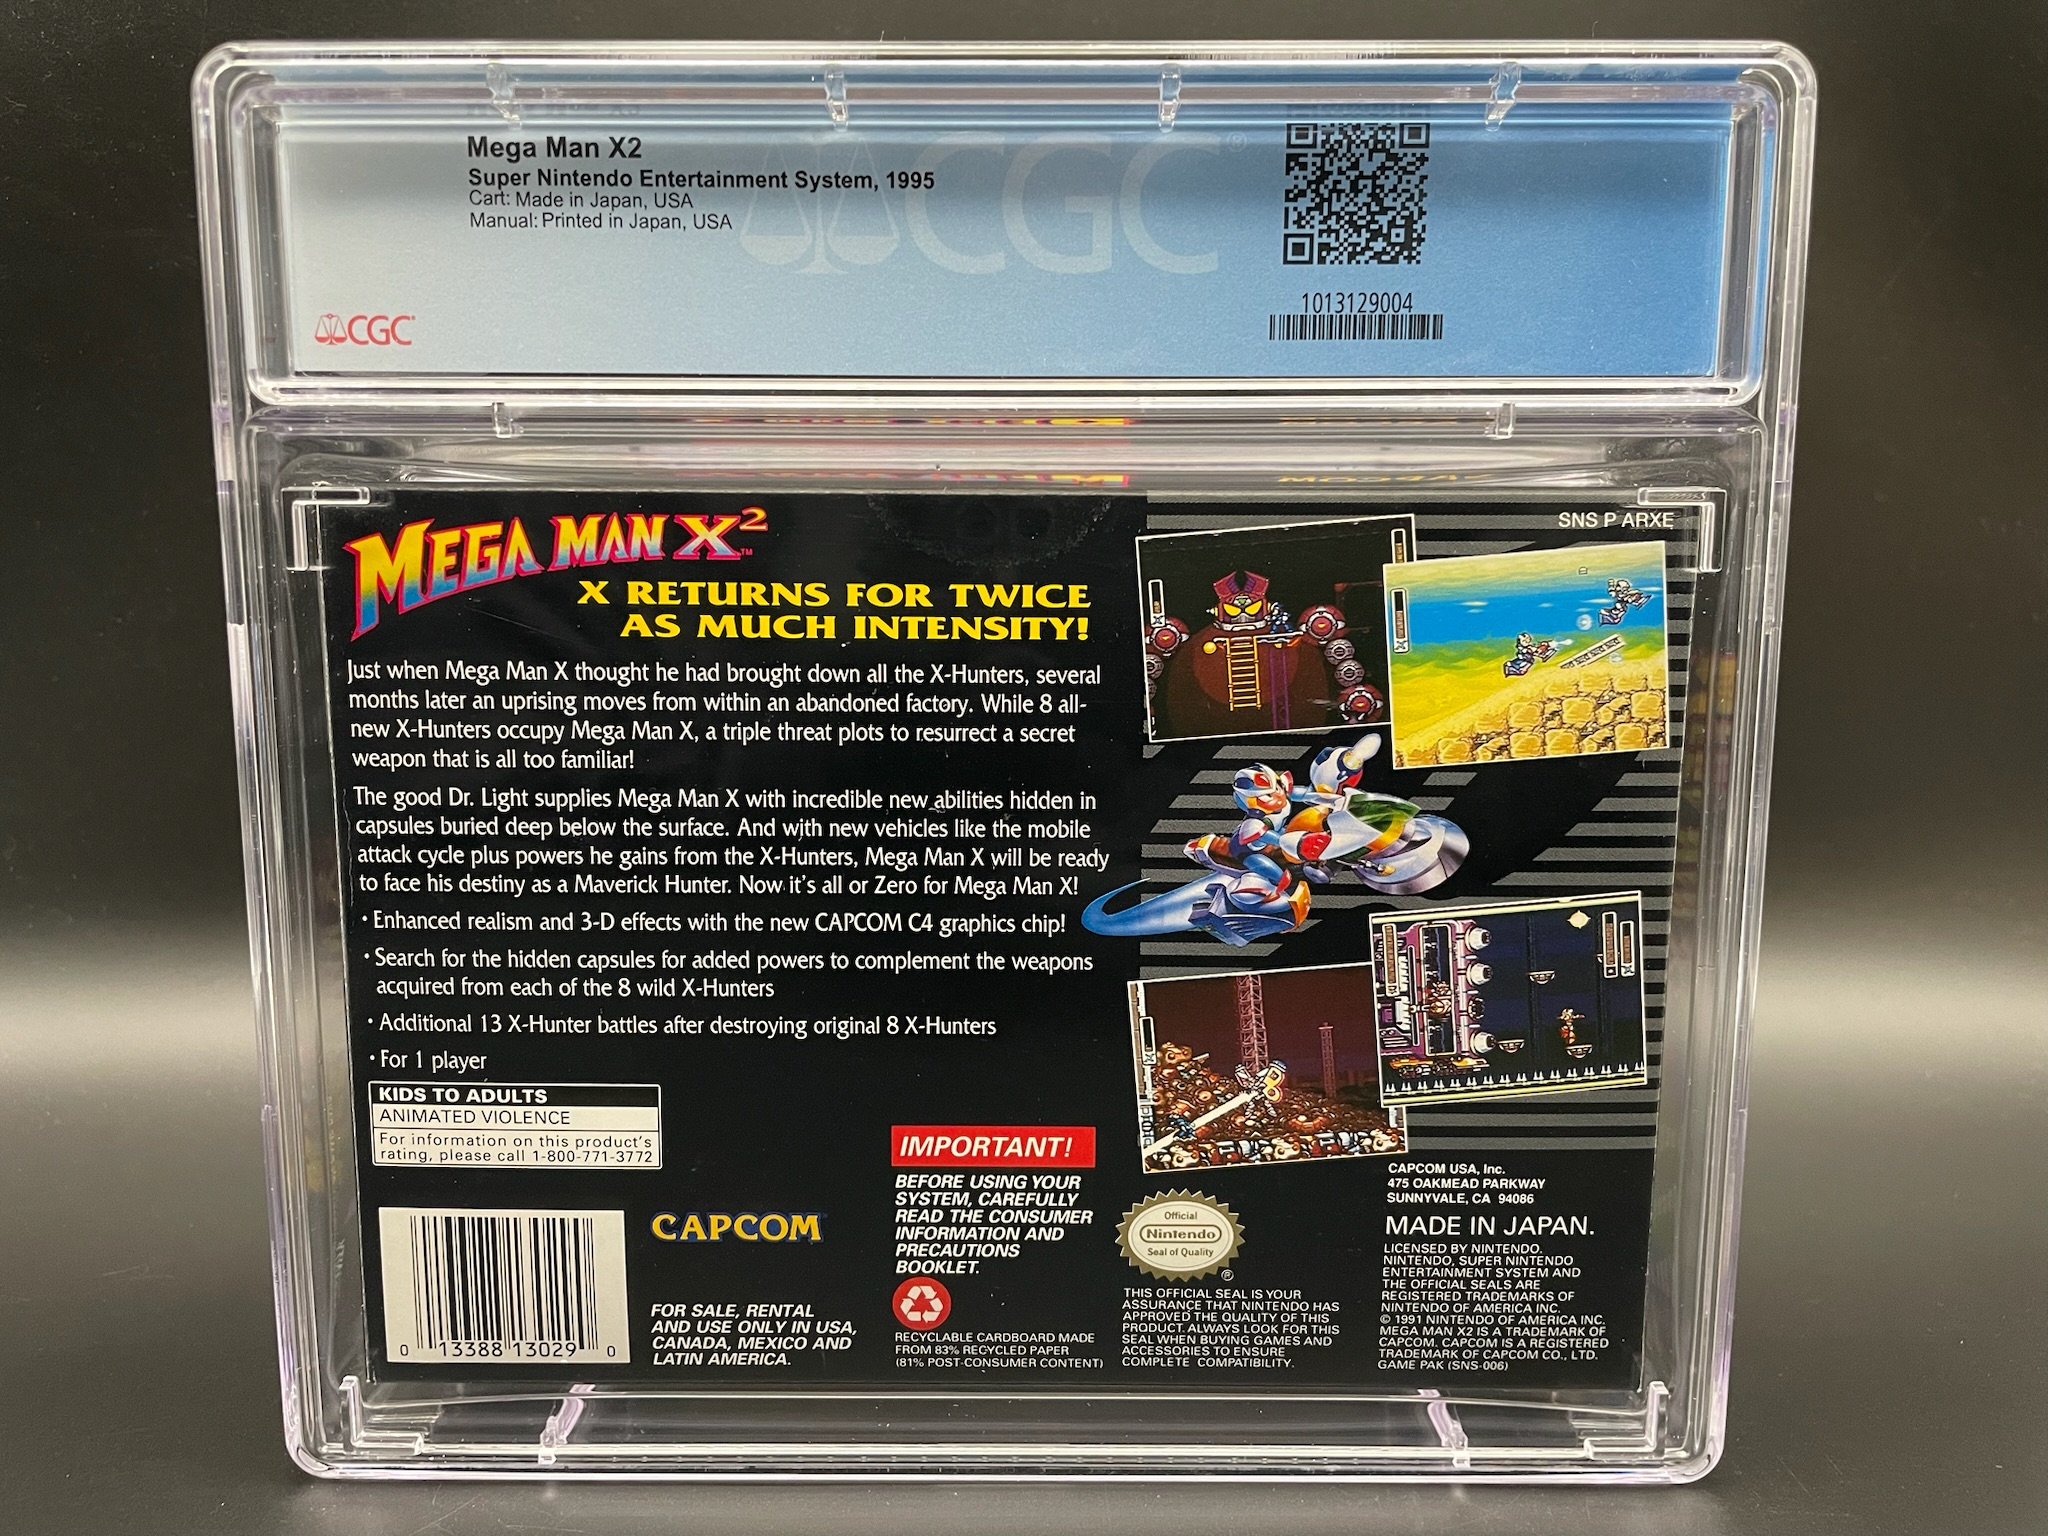 Mega Man X2
Super Nintendo Entertainment System, 1995
Cart: Made in Japan, USA
Manual: Printed in Japan, USA
CGC®
1013129004
CGC
MEGA MAN X2™
SNS P ARXE
X RETURNS FOR TWICE
AS MUCH INTENSITY!
Just when Mega Man X thought he had brought down all the X-Hunters, several
months later an uprising moves from within an abandoned factory. While 8 all-
new X-Hunters occupy Mega Man X, a triple threat plots to resurrect a secret
weapon that is all too familiar!
The good Dr. Light supplies Mega Man X with incredible new abilities hidden in
capsules buried deep below the surface. And with new vehicles like the mobile
attack cycle plus powers he gains from the X-Hunters, Mega Man X will be ready
to face his destiny as a Maverick Hunter. Now it's all or Zero for Mega Man X!
• Enhanced realism and 3-D effects with the new CAPCOM C4 graphics chip!
• Search for the hidden capsules for added powers to complement the weapons
acquired from each of the 8 wild X-Hunters
• Additional 13 X-Hunter battles after destroying original 8 X-Hunters
• For 1 player
KIDS TO ADULTS
ANIMATED VIOLENCE
For information on this product's
rating, please call 1-800-771-3772
0 13388 13029 0
CAPCOM
FOR SALE, RENTAL
AND USE ONLY IN USA,
CANADA, MEXICO AND
LATIN AMERICA.
IMPORTANT!
BEFORE USING YOUR
SYSTEM, CAREFULLY
READ THE CONSUMER
INFORMATION AND
PRECAUTIONS
BOOKLET.
RECYCLABLE CARDBOARD MADE
FROM 83% RECYCLED PAPER
(81% POST-CONSUMER CONTENT)
Official
Nintendo
Seal of Quality
®
THIS OFFICIAL SEAL IS YOUR
ASSURANCE THAT NINTENDO HAS
APPROVED THE QUALITY OF THIS
PRODUCT. ALWAYS LOOK FOR THIS
SEAL WHEN BUYING GAMES AND
ACCESSORIES TO ENSURE
COMPLETE COMPATIBILITY.
CAPCOM USA, Inc.
475 OAKMEAD PARKWAY
SUNNYVALE, CA 94086
MADE IN JAPAN.
LICENSED BY NINTENDO.
NINTENDO, SUPER NINTENDO
ENTERTAINMENT SYSTEM AND
THE OFFICIAL SEALS ARE
REGISTERED TRADEMARKS OF
NINTENDO OF AMERICA INC.
© 1991 NINTENDO OF AMERICA INC.
MEGA MAN X2 IS A TRADEMARK OF
CAPCOM. CAPCOM IS A REGISTERED
TRADEMARK OF CAPCOM CO., LTD.
GAME PAK (SNS-006)